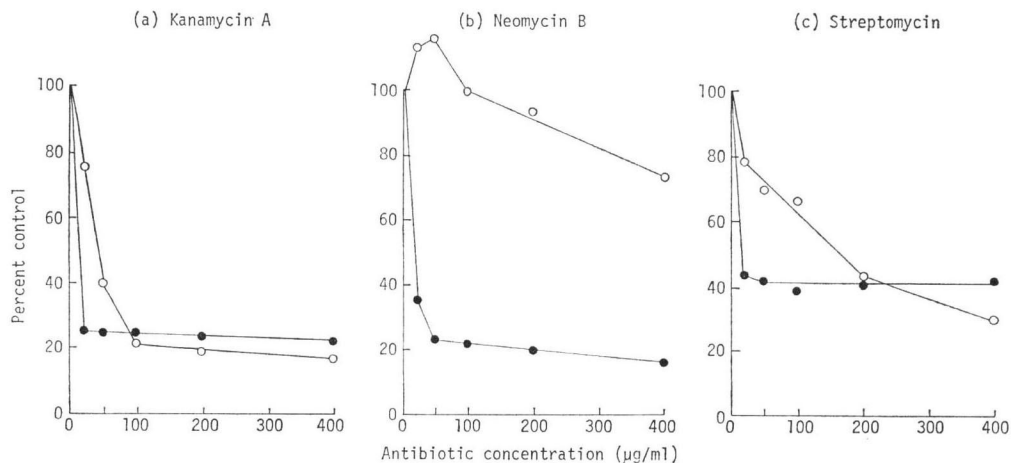 (a) Kanamycin A
(b) Neomycin B
(c) Streptomycin
Percent control
100
80
60
40
20
0
0 100 200 300 400
100
80
60
40
20
0
0 100 200 300 400
100
80
60
40
20
0
0 100 200 300 400
Antibiotic concentration (µg/ml)